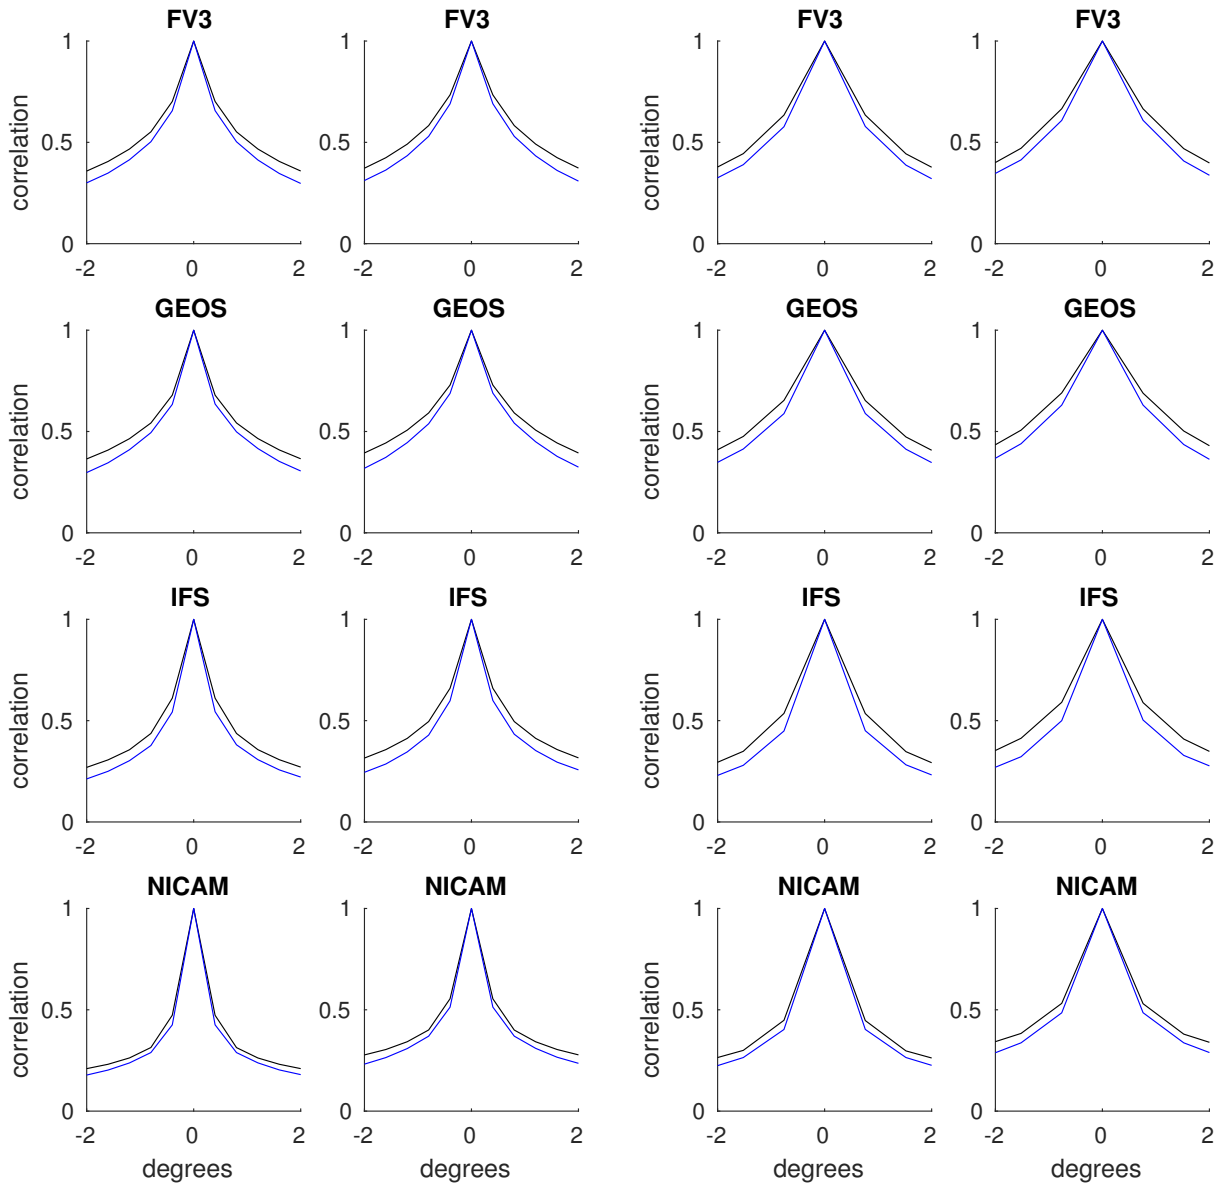 FV3 FV3 FV3 FV3
correlation 1 0.5 0 1 0.5 0 correlation 1 0.5 0 1 0.5 0
-2 0 2 -2 0 2 -2 0 2 -2 0 2
GEOS GEOS GEOS GEOS
correlation 1 0.5 0 1 0.5 0 correlation 1 0.5 0 1 0.5 0
-2 0 2 -2 0 2 -2 0 2 -2 0 2
IFS IFS IFS IFS
correlation 1 0.5 0 1 0.5 0 correlation 1 0.5 0 1 0.5 0
-2 0 2 -2 0 2 -2 0 2 -2 0 2
NICAM NICAM NICAM NICAM
correlation 1 0.5 0 1 0.5 0 correlation 1 0.5 0 1 0.5 0
-2 0 2 -2 0 2 -2 0 2 -2 0 2
degrees degrees degrees degrees